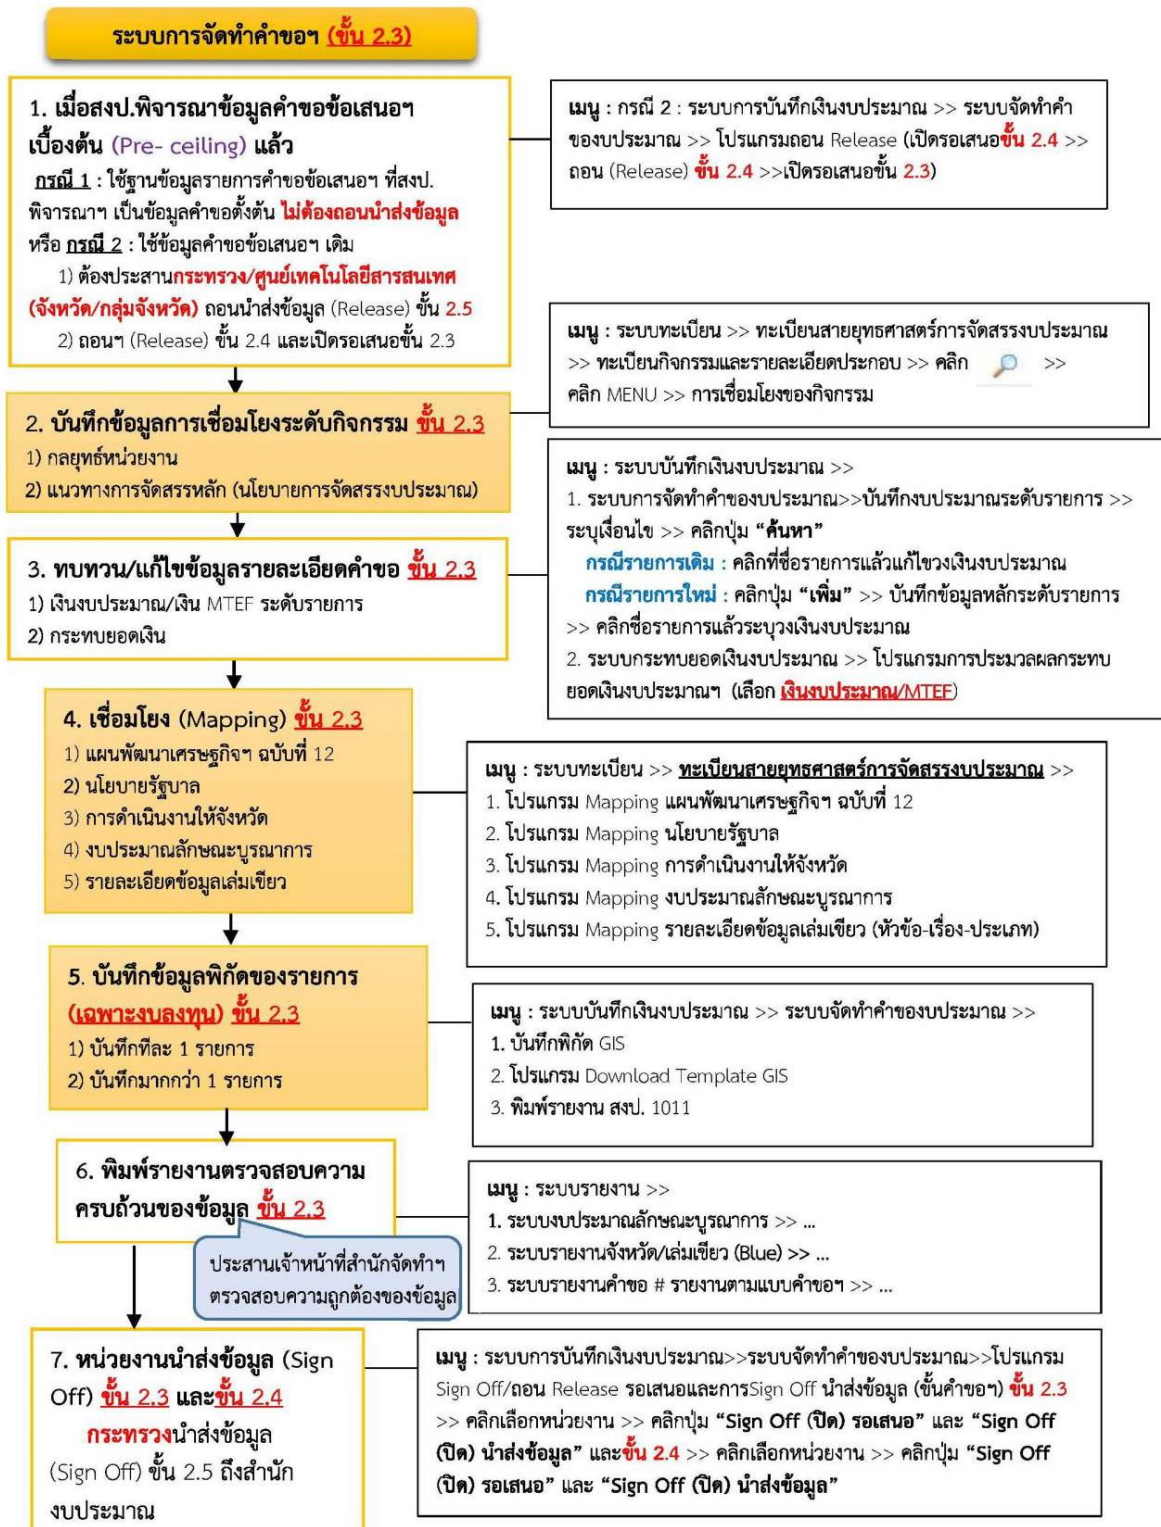 ระบบการจัดทำคำขอฯ (ขั้น 2.3)
1. เมื่อสงป.พิจารณาข้อมูลคำขอข้อเสนอฯ
เบื้องต้น (Pre- ceiling) แล้ว
กรณี 1 : ใช้ฐานข้อมูลรายการคำขอข้อเสนอฯ ที่สงป.
พิจารณาฯ เป็นข้อมูลคำขอตั้งต้น ไม่ต้องถอนนำส่งข้อมูล
หรือ กรณี 2 : ใช้ข้อมูลคำขอข้อเสนอฯ เดิม
1) ต้องประสานกระทรวง/ศูนย์เทคโนโลยีสารสนเทศ
(จังหวัด/กลุ่มจังหวัด) ถอนนำส่งข้อมูล (Release) ขั้น 2.5
2) ถอนฯ (Release) ขั้น 2.4 และเปิดรอเสนอขั้น 2.3
เมนู : กรณี 2 : ระบบการบันทึกเงินงบประมาณ >> ระบบจัดทำคำ
ของบประมาณ >> โปรแกรมถอน Release (เปิดรอเสนอขั้น 2.4 >>
ถอน (Release) ขั้น 2.4 >>เปิดรอเสนอขั้น 2.3)
2. บันทึกข้อมูลการเชื่อมโยงระดับกิจกรรม ขั้น 2.3
1) กลยุทธ์หน่วยงาน
2) แนวทางการจัดสรรหลัก (นโยบายการจัดสรรงบประมาณ)
เมนู : ระบบทะเบียน >> ทะเบียนสายยุทธศาสตร์การจัดสรรงบประมาณ
>> ทะเบียนกิจกรรมและรายละเอียดประกอบ >> คลิก >>
คลิก MENU >> การเชื่อมโยงของกิจกรรม
3. ทบทวน/แก้ไขข้อมูลรายละเอียดคำขอ ขั้น 2.3
1) เงินงบประมาณ/เงิน MTEF ระดับรายการ
2) กระทบยอดเงิน
เมนู : ระบบบันทึกเงินงบประมาณ >>
1. ระบบการจัดทำคำของบประมาณ>>บันทึกงบประมาณระดับรายการ >>
ระบุเงื่อนไข >> คลิกปุ่ม “ค้นหา”
กรณีรายการเดิม : คลิกที่ชื่อรายการแล้วแก้ไขวงเงินงบประมาณ
กรณีรายการใหม่ : คลิกปุ่ม “เพิ่ม” >> บันทึกข้อมูลหลักระดับรายการ
>> คลิกชื่อรายการแล้วระบุวงเงินงบประมาณ
2. ระบบกระทบยอดเงินงบประมาณ >> โปรแกรมการประมวลผลกระทบ
ยอดเงินงบประมาณฯ (เลือก เงินงบประมาณ/MTEF)
4. เชื่อมโยง (Mapping) ขั้น 2.3
1) แผนพัฒนาเศรษฐกิจฯ ฉบับที่ 12
2) นโยบายรัฐบาล
3) การดำเนินงานให้จังหวัด
4) งบประมาณลักษณะบูรณาการ
5) รายละเอียดข้อมูลเล่มเขียว
เมนู : ระบบทะเบียน >> ทะเบียนสายยุทธศาสตร์การจัดสรรงบประมาณ >>
1. โปรแกรม Mapping แผนพัฒนาเศรษฐกิจฯ ฉบับที่ 12
2. โปรแกรม Mapping นโยบายรัฐบาล
3. โปรแกรม Mapping การดำเนินงานให้จังหวัด
4. โปรแกรม Mapping งบประมาณลักษณะบูรณาการ
5. โปรแกรม Mapping รายละเอียดข้อมูลเล่มเขียว (หัวข้อ-เรื่อง-ประเภท)
5. บันทึกข้อมูลพิกัดของรายการ
(เฉพาะงบลงทุน) ขั้น 2.3
1) บันทึกทีละ 1 รายการ
2) บันทึกมากกว่า 1 รายการ
เมนู : ระบบบันทึกเงินงบประมาณ >> ระบบจัดทำคำของบประมาณ >>
1. บันทึกพิกัด GIS
2. โปรแกรม Download Template GIS
3. พิมพ์รายงาน สงป. 1011
6. พิมพ์รายงานตรวจสอบความ
ครบถ้วนของข้อมูล ขั้น 2.3
ประสานเจ้าหน้าที่สำนักจัดทำฯ
ตรวจสอบความถูกต้องของข้อมูล
เมนู : ระบบรายงาน >>
1. ระบบงบประมาณลักษณะบูรณาการ >> ...
2. ระบบรายงานจังหวัด/เล่มเขียว (Blue) >> ...
3. ระบบรายงานคำขอ # รายงานตามแบบคำขอฯ >> ...
7. หน่วยงานนำส่งข้อมูล (Sign
Off) ขั้น 2.3 และขั้น 2.4
กระทรวงนำส่งข้อมูล
(Sign Off) ขั้น 2.5 ถึงสำนัก
งบประมาณ
เมนู : ระบบการบันทึกเงินงบประมาณ>>ระบบจัดทำคำของบประมาณ>>โปรแกรม
Sign Off/ถอน Release รอเสนอและการSign Off นำส่งข้อมูล (ขั้นคำขอฯ) ขั้น 2.3
>> คลิกเลือกหน่วยงาน >> คลิกปุ่ม “Sign Off (ปิด) รอเสนอ” และ “Sign Off
(ปิด) นำส่งข้อมูล” และขั้น 2.4 >> คลิกเลือกหน่วยงาน >> คลิกปุ่ม “Sign Off
(ปิด) รอเสนอ” และ “Sign Off (ปิด) นำส่งข้อมูล”